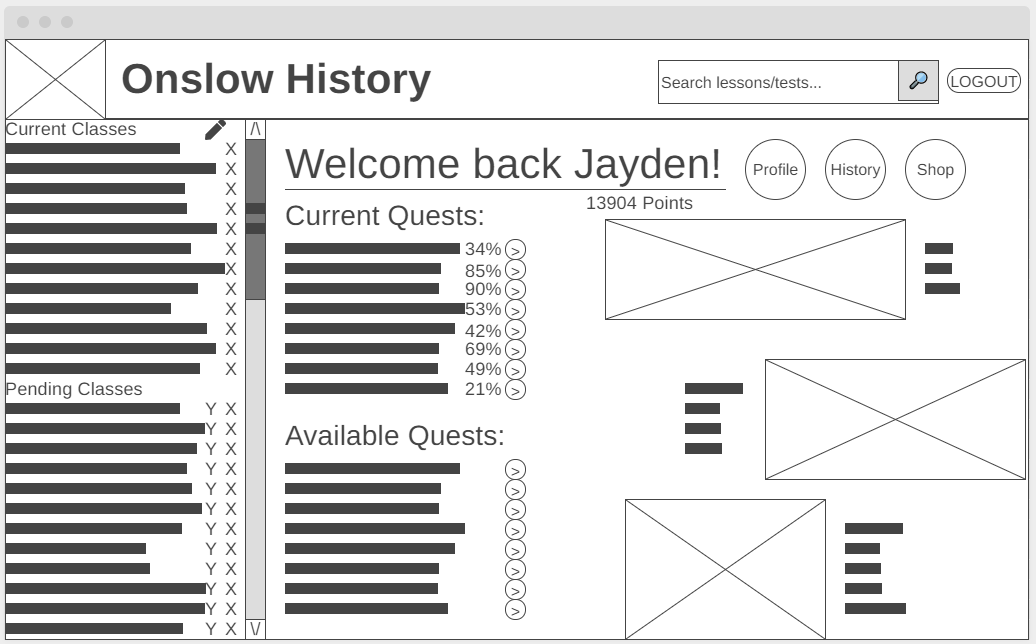 Onslow History
Search lessons/tests...
LOGOUT
Current Classes
/\
X
X
X
X
X
X
X
X
X
X
X
X
Pending Classes
Y X
Y X
Y X
Y X
Y X
Y X
Y X
Y X
Y X
Y X
Y X
Y X
\/
Welcome back Jayden!
Profile
History
Shop
13904 Points
Current Quests:
34% >
85% >
90% >
53% >
42% >
69% >
49% >
21% >
Available Quests:
>
>
>
>
>
>
>
>